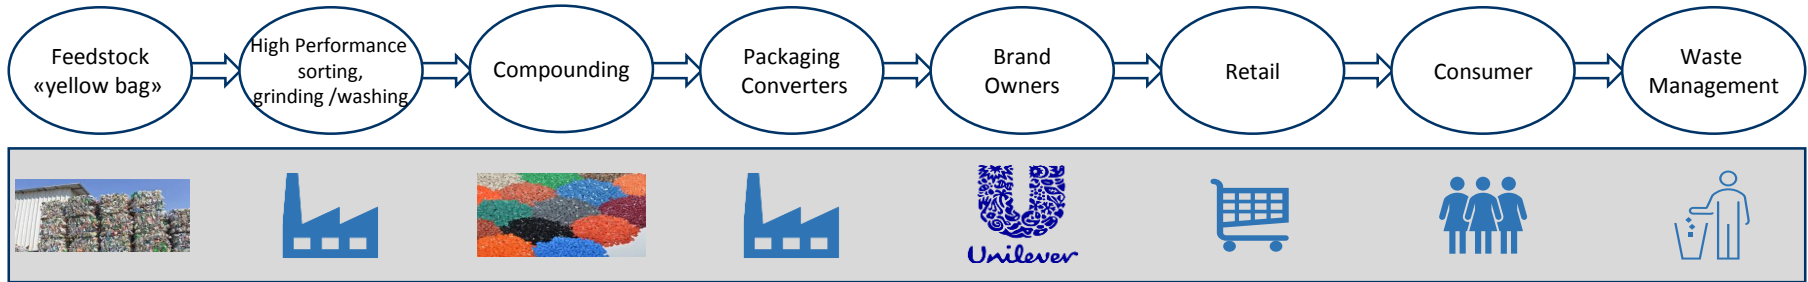 Feedstock
«yellow bag»
High Performance
sorting,
grinding /washing
Compounding
Packaging
Converters
Brand
Owners
Retail
Consumer
Waste
Management
Unilever